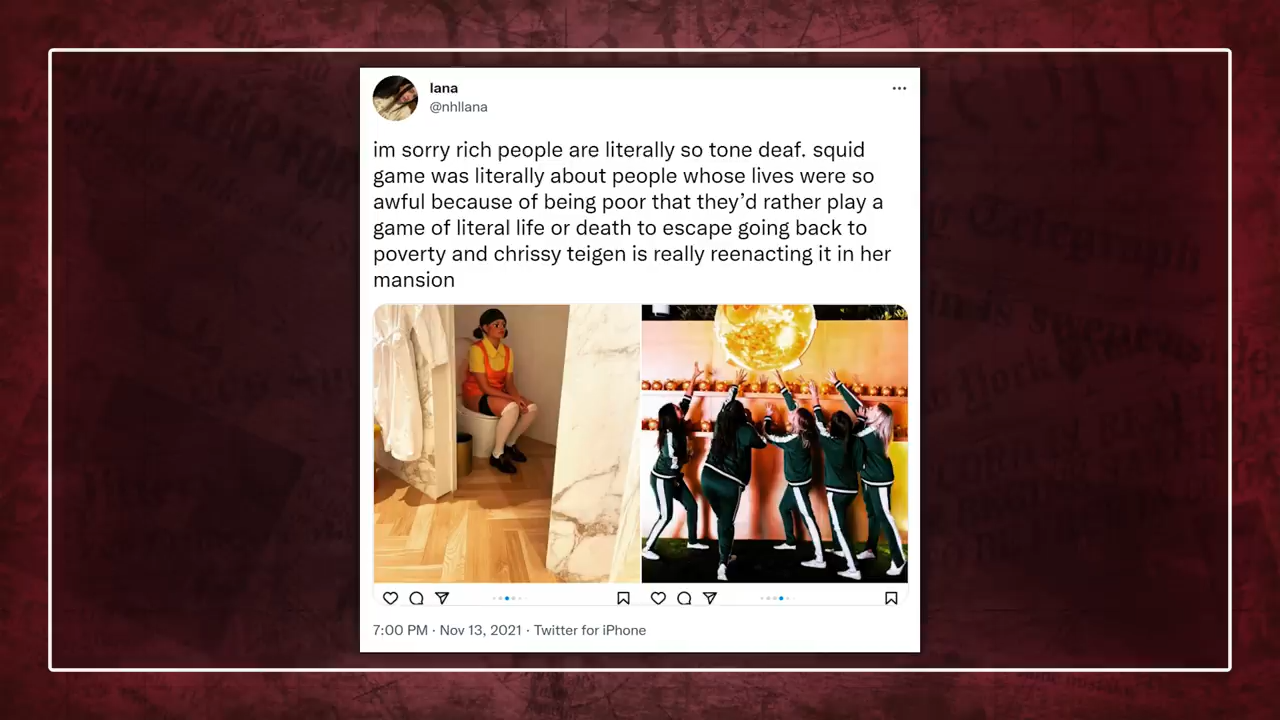 lana
@nhllana
im sorry rich people are literally so tone deaf. squid
game was literally about people whose lives were so
awful because of being poor that they’d rather play a
game of literal life or death to escape going back to
poverty and chrissy teigen is really reenacting it in her
mansion
7:00 PM · Nov 13, 2021 · Twitter for iPhone